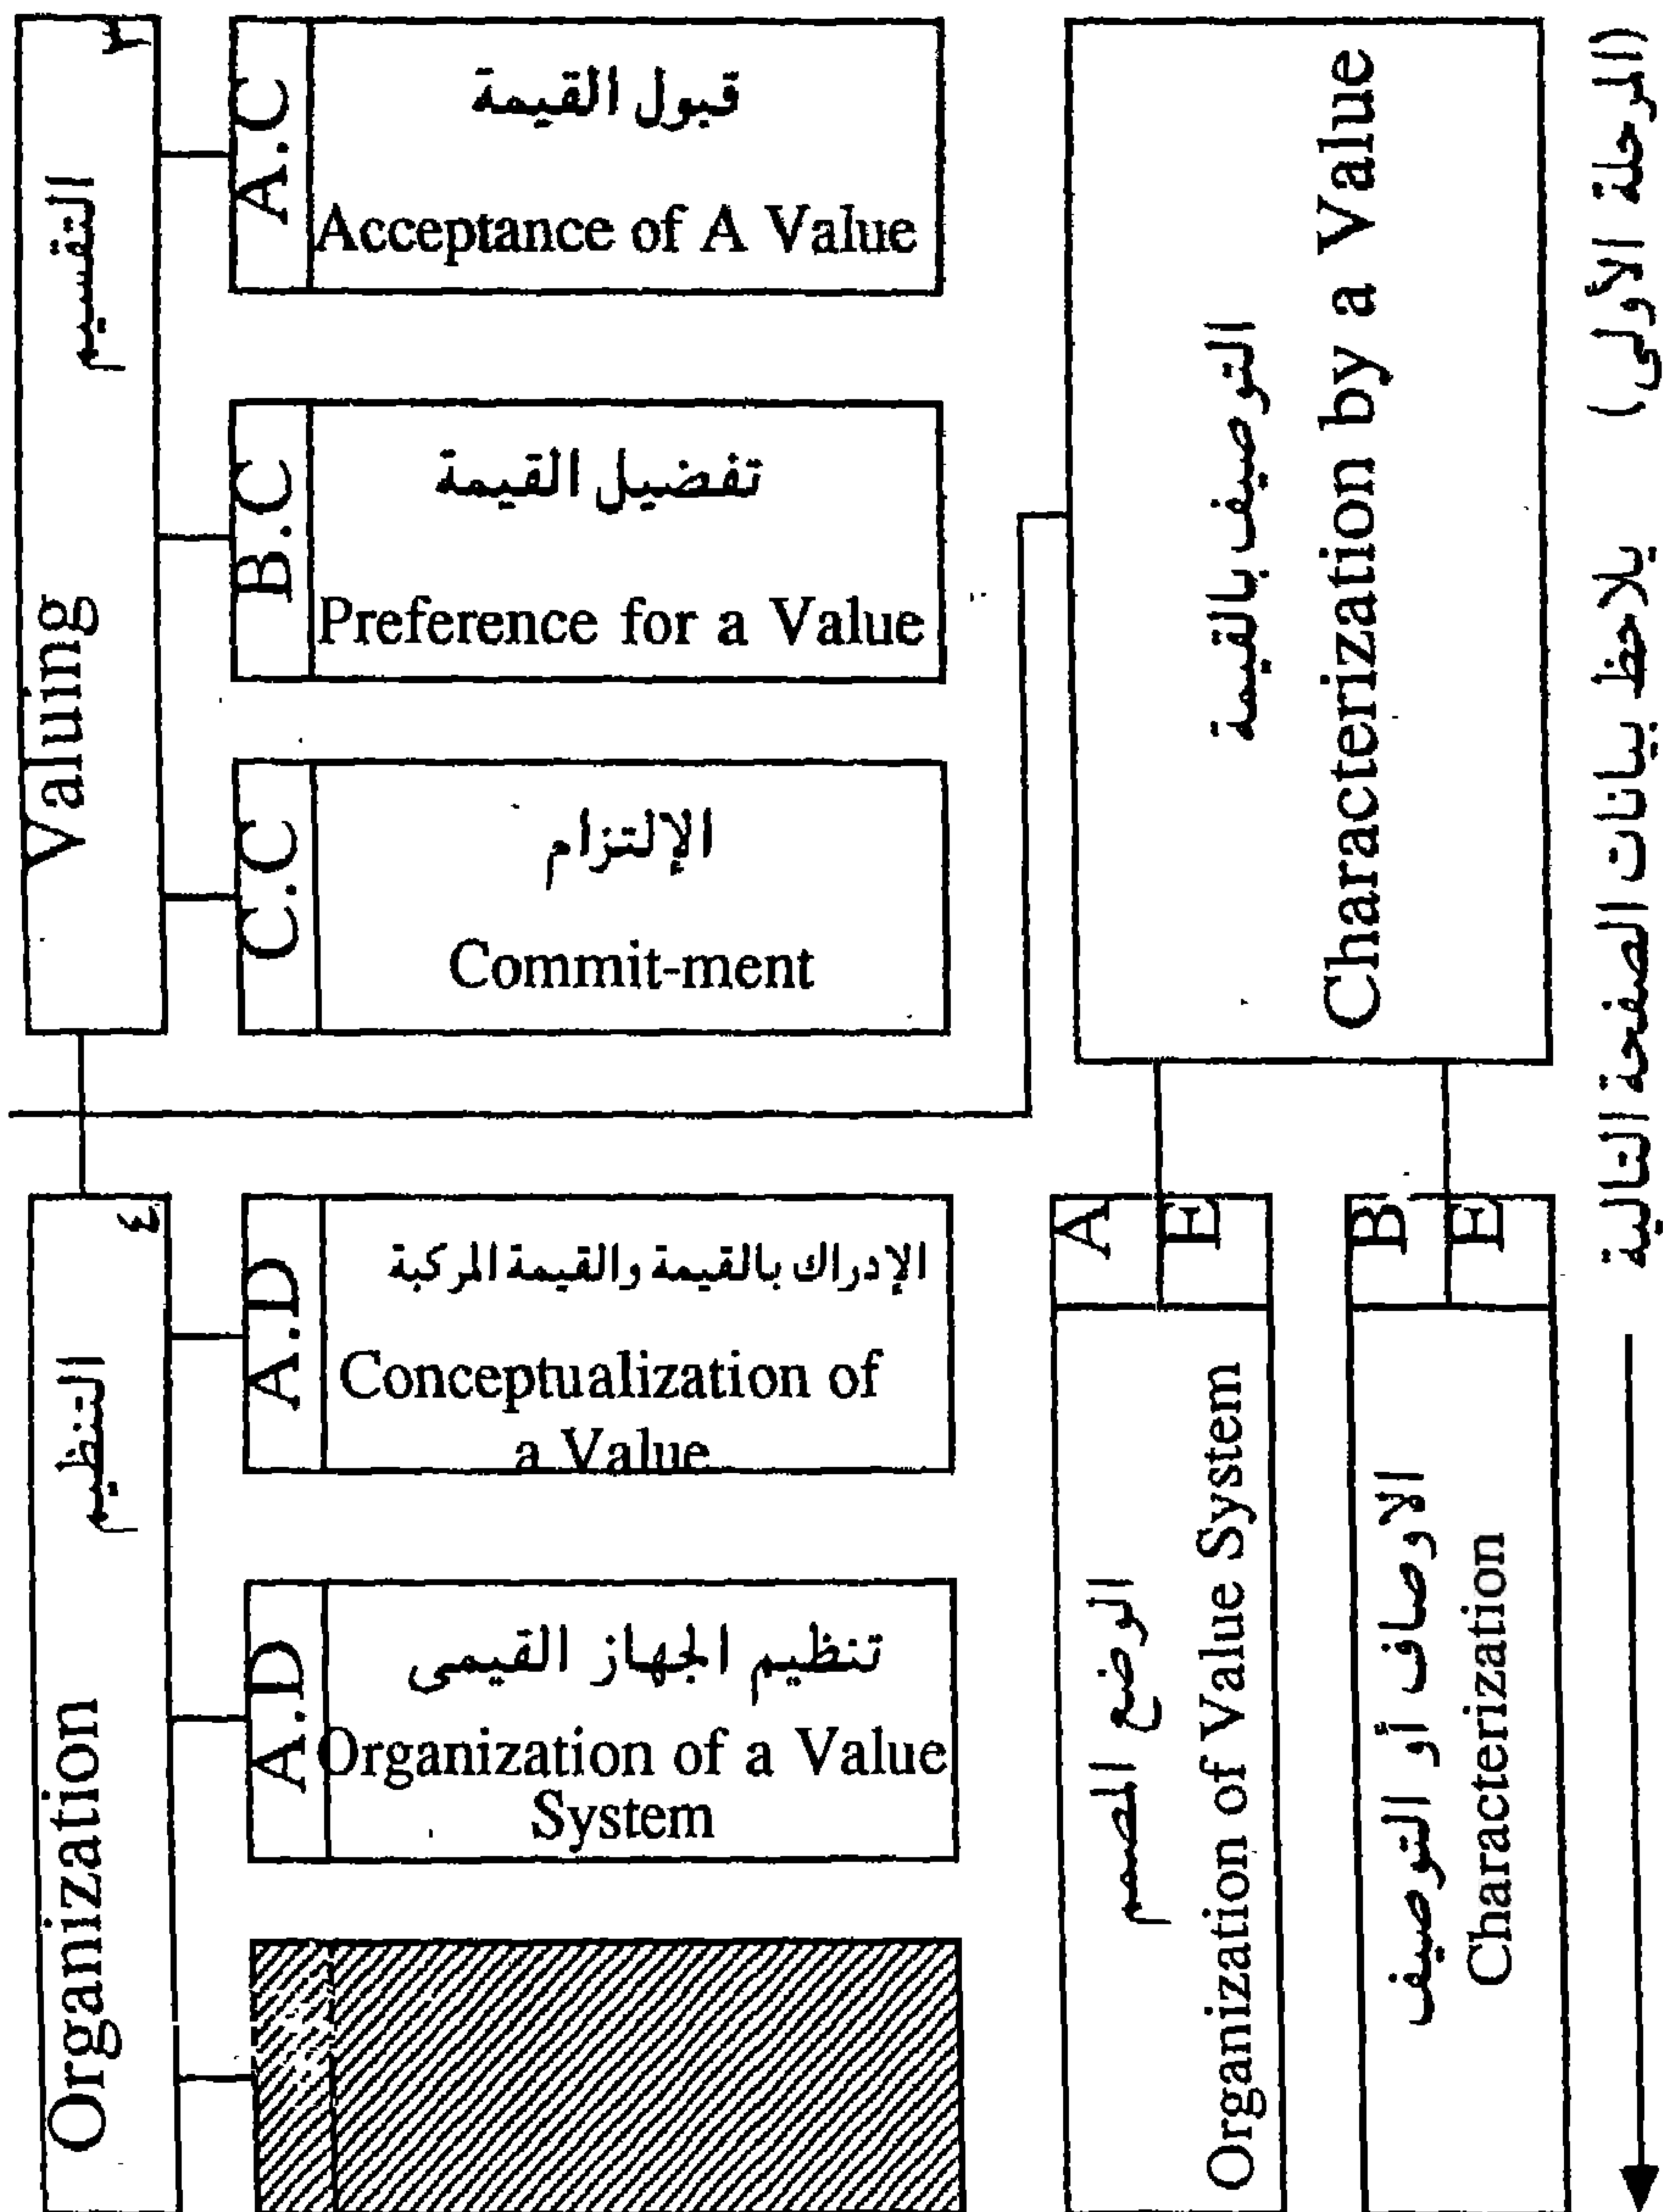 ٣
التقسيم
Valuing
A.C
قبول القيمة
Acceptance of A Value
B.C
تفضيل القيمة
Preference for a Value
C.C
الإلتزام
Commit-ment
التوصيف بالقيمة
Characterization by a Value
(المرحلة الأولى)
يلاحظ بيانات الصفحة التالية
٤
التنظيم
Organization
A.D
الإدراك بالقيمة والقيمة المركبة
Conceptualization of
a Value
A.D
تنظيم الجهاز القيمى
Organization of a Value
System
A
E
الوضع المصمم
Organization of Value System
B
E
الاوصاف أو التوصيف
Characterization